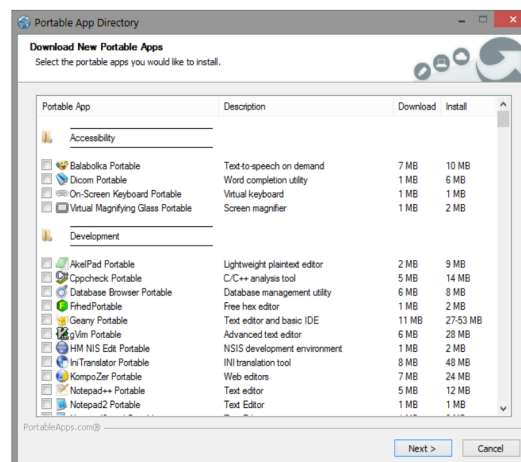 Portable App Directory
Download New Portable Apps
Select the portable apps you would like to install.
Portable App Description Download Install
Accessibility
Balabolka Portable Text-to-speech on demand 7 MB 10 MB
Dicom Portable Word completion utility 1 MB 6 MB
On-Screen Keyboard Portable Virtual keyboard 1 MB 1 MB
Virtual Magnifying Glass Portable Screen magnifier 1 MB 2 MB
Development
AkelPad Portable Lightweight plaintext editor 2 MB 9 MB
Cppcheck Portable C/C++ analysis tool 5 MB 14 MB
Database Browser Portable Database management utility 6 MB 8 MB
FrhedPortable Free hex editor 1 MB 2 MB
Geany Portable Text editor and basic IDE 11 MB 27-53 MB
gVim Portable Advanced text editor 6 MB 28 MB
HM NIS Edit Portable NSIS development environment 1 MB 2 MB
IniTranslator Portable INI translation tool 8 MB 48 MB
KompoZer Portable Web editors 7 MB 24 MB
Notepad++ Portable Text editor 5 MB 12 MB
Notepad2 Portable Text Editor 1 MB 1 MB
PortableApps.com®
Next > Cancel